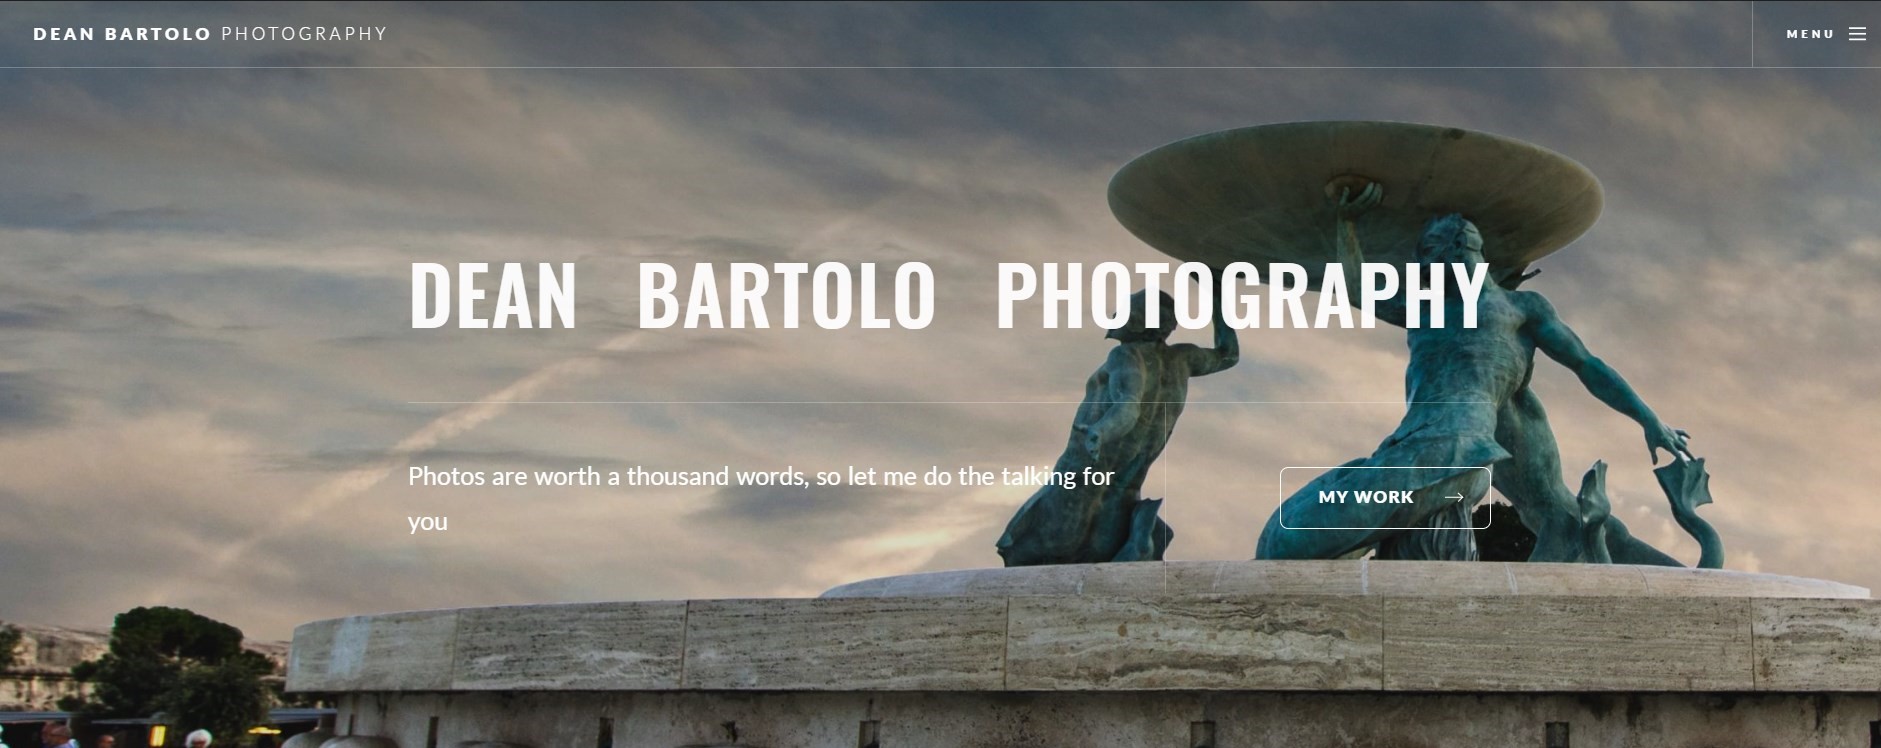 DEAN BARTOLO PHOTOGRAPHY
MENU
DEAN BARTOLO PHOTOGRAPHY
Photos are worth a thousand words, so let me do the talking for
you
MY WORK